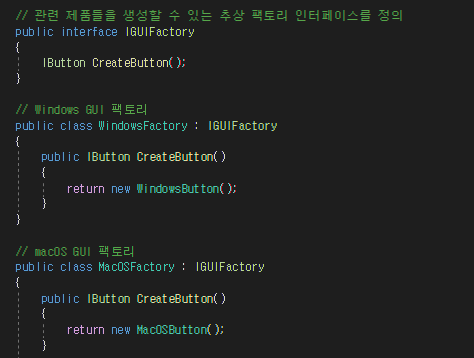 // 관련 제품들을 생성할 수 있는 추상 팩토리 인터페이스를 정의
public interface IGUIFactory
{
IButton CreateButton();
}
// Windows GUI 팩토리
public class WindowsFactory : IGUIFactory
{
public IButton CreateButton()
{
return new WindowsButton();
}
}
// macOS GUI 팩토리
public class MacOSFactory : IGUIFactory
{
public IButton CreateButton()
{
return new MacOSButton();
}